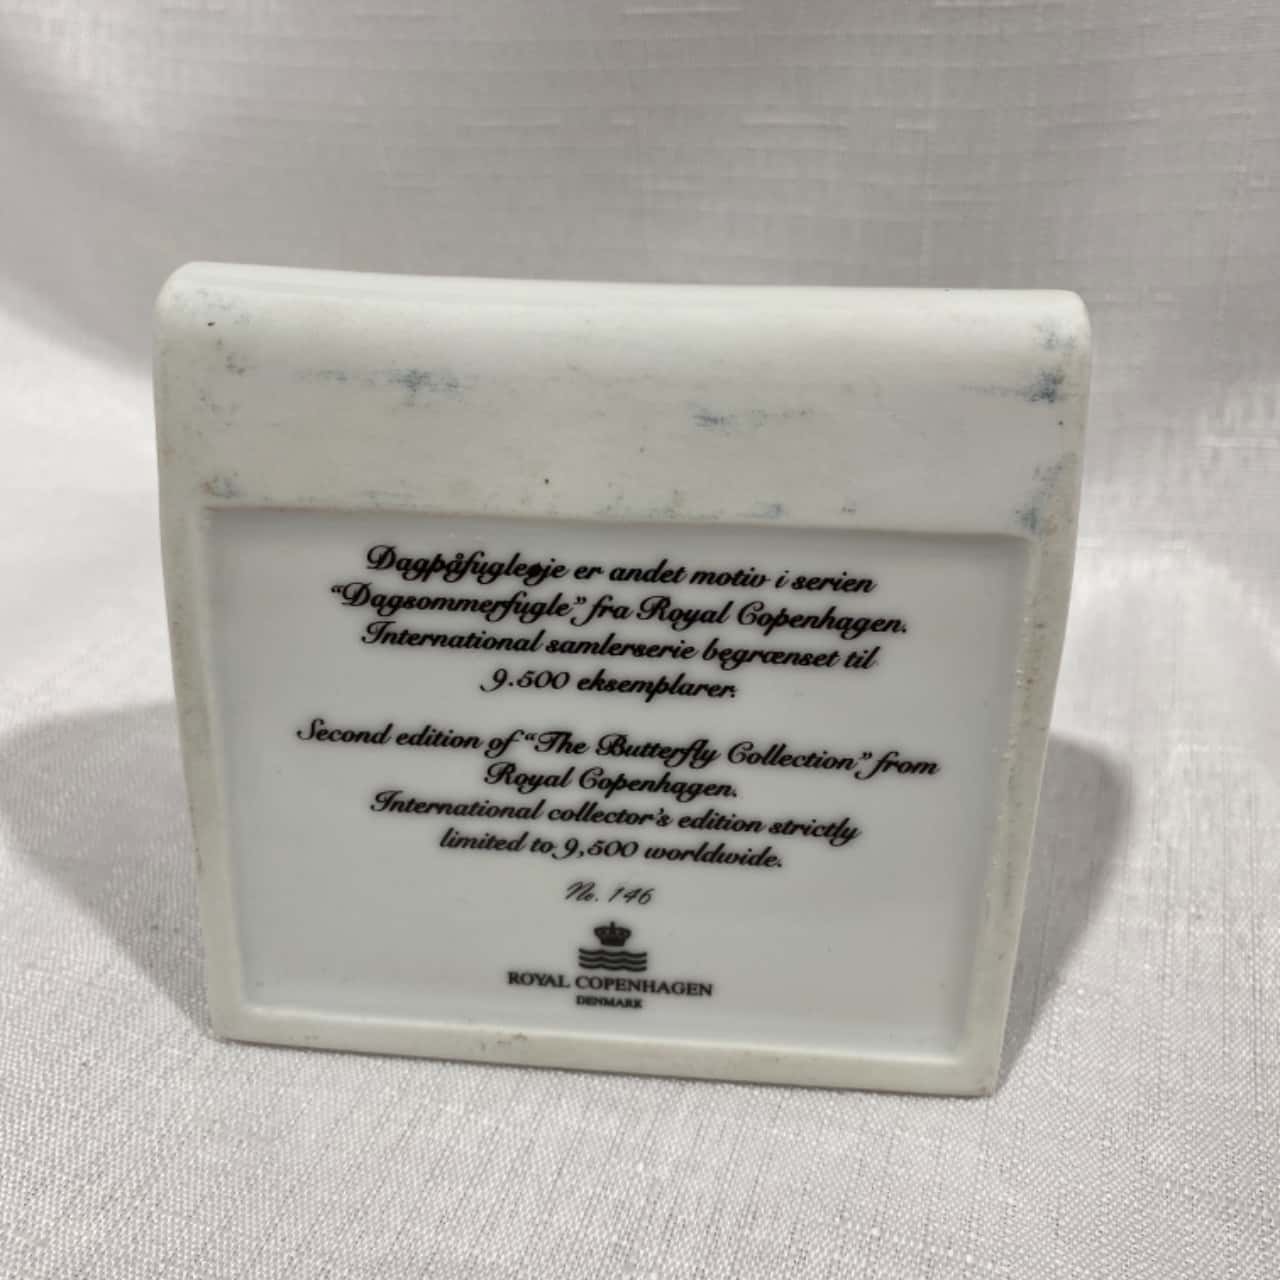 Dagpåfugleøje er andet motiv i serien
“Dagsommerfugle” fra Royal Copenhagen.
International samlerserie begrænset til
9.500 eksemplarer.
Second edition of “The Butterfly Collection” from
Royal Copenhagen.
International collector’s edition strictly
limited to 9,500 worldwide.
No. 146
ROYAL COPENHAGEN
DENMARK